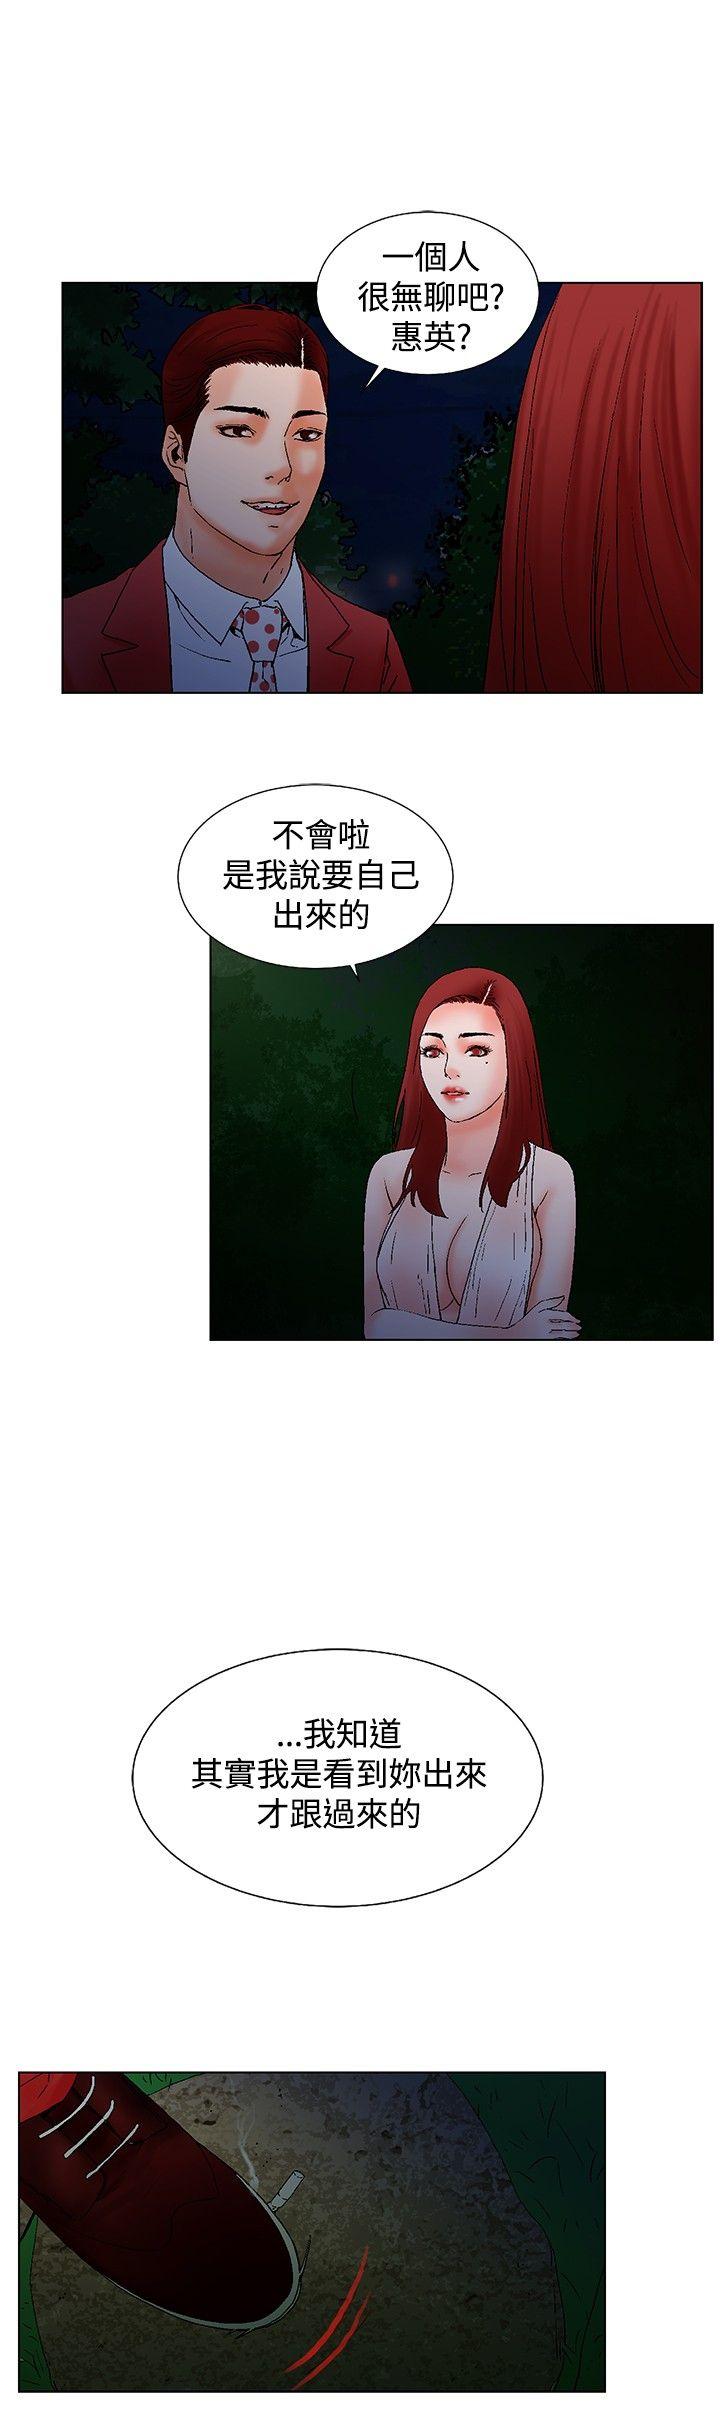 一個人
很無聊吧?
惠英?
不會啦
是我說要自己
出來的
...我知道
其實我是看到妳出來
才跟過來的